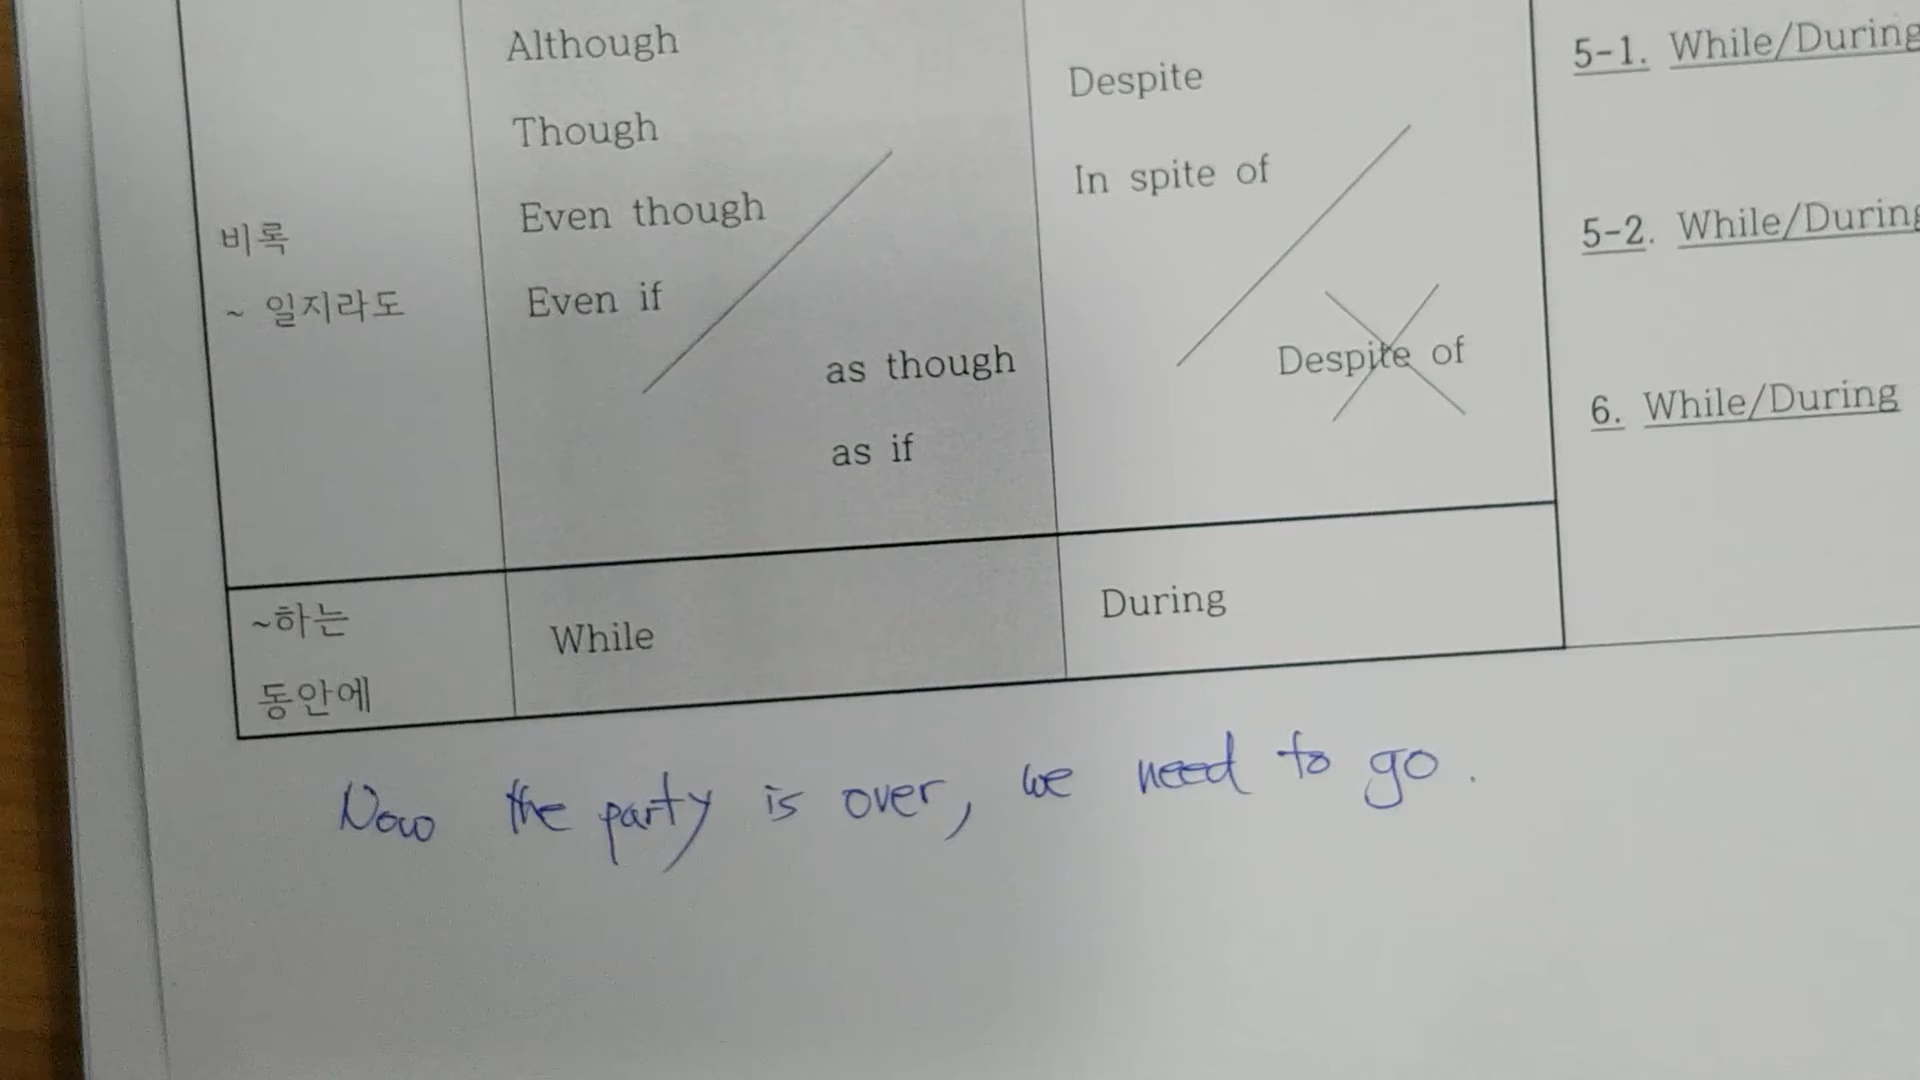 비록
~ 일지라도
Although
Though
Even though
Even if
as though
as if
Despite
In spite of
Despite of
~하는
동안에
While
During
5-1. While/During
5-2. While/During
6. While/During
Now the party is over, we need to go.